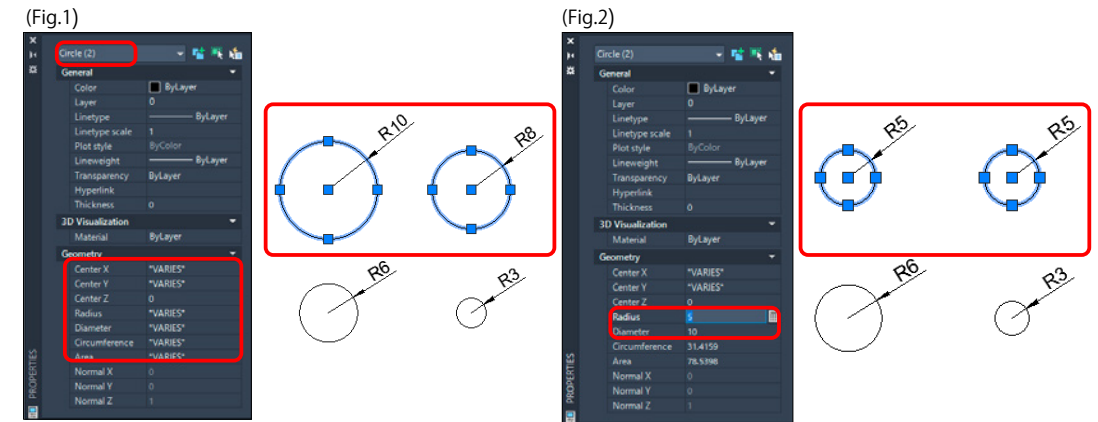 (Fig.1)
Circle (2)
General
Color ByLayer
Layer 0
Linetype ByLayer
Linetype scale 1
Plot style ByColor
Lineweight ByLayer
Transparency ByLayer
Hyperlink
Thickness 0
3D Visualization
Material ByLayer
Geometry
Center X *VARIES*
Center Y *VARIES*
Center Z 0
Radius *VARIES*
Diameter *VARIES*
Circumference *VARIES*
Area *VARIES*
Normal X 0
Normal Y 0
Normal Z 1
PROPERTIES
R10
R8
R6
R3
(Fig.2)
Circle (2)
General
Color ByLayer
Layer 0
Linetype ByLayer
Linetype scale 1
Plot style ByColor
Lineweight ByLayer
Transparency ByLayer
Hyperlink
Thickness 0
3D Visualization
Material ByLayer
Geometry
Center X *VARIES*
Center Y *VARIES*
Center Z 0
Radius 5
Diameter 10
Circumference 31.4159
Area 78.5398
Normal X 0
Normal Y 0
Normal Z 1
PROPERTIES
R5
R5
R6
R3